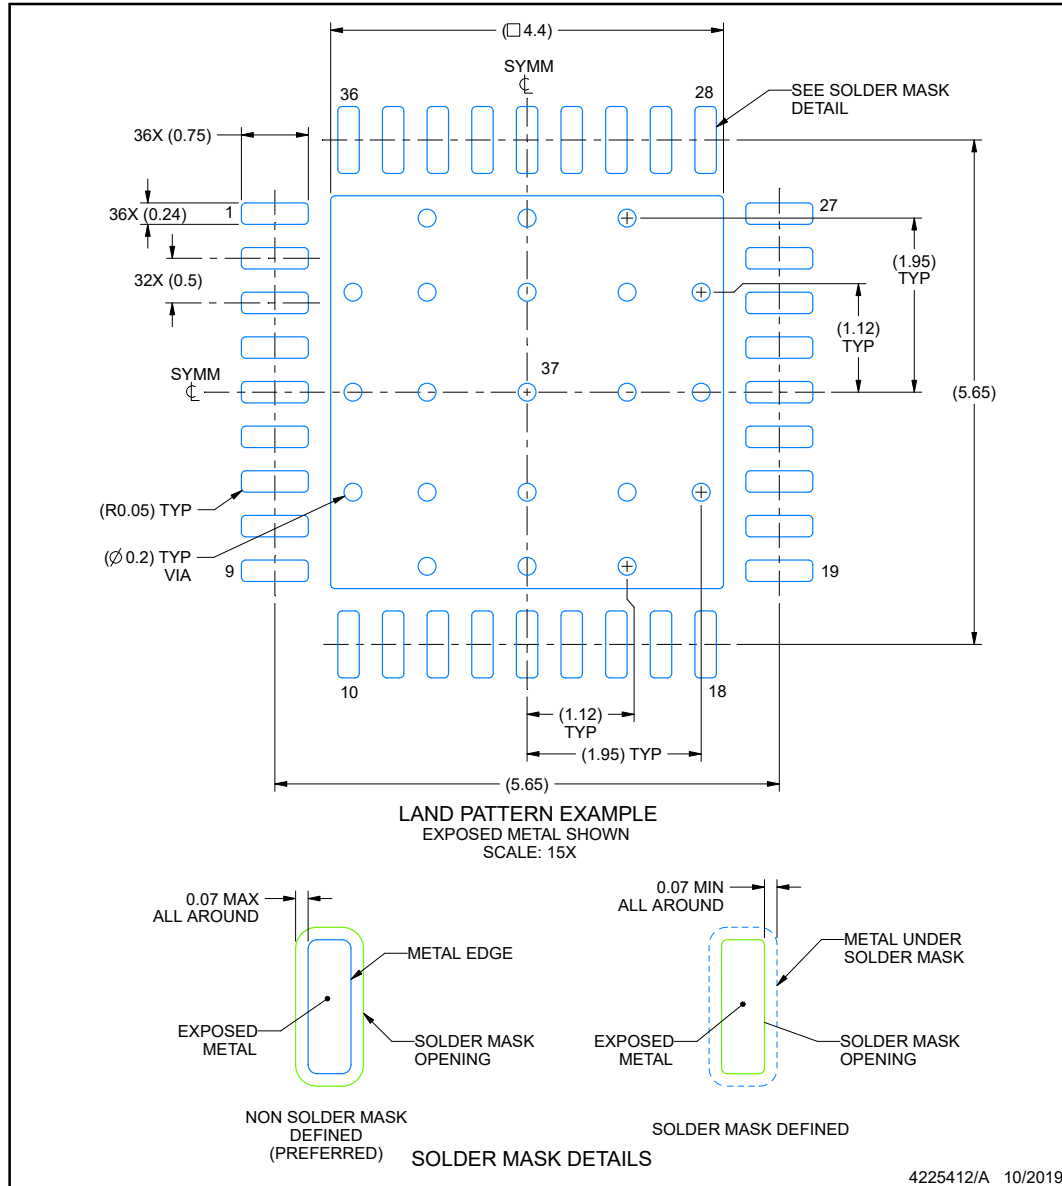 (□ 4.4)
SYMM
℄
36
28
SEE SOLDER MASK
DETAIL
36X (0.75)
36X (0.24)
1
27
32X (0.5)
(1.95)
TYP
(1.12)
TYP
37
SYMM
℄
(5.65)
(R0.05) TYP
(∅ 0.2) TYP
VIA
9
19
10
18
(1.12)
TYP
(1.95) TYP
(5.65)
LAND PATTERN EXAMPLE
EXPOSED METAL SHOWN
SCALE: 15X
0.07 MAX
ALL AROUND
0.07 MIN
ALL AROUND
METAL EDGE
METAL UNDER
SOLDER MASK
EXPOSED
METAL
SOLDER MASK
OPENING
EXPOSED
METAL
SOLDER MASK
OPENING
NON SOLDER MASK
DEFINED
(PREFERRED)
SOLDER MASK DEFINED
SOLDER MASK DETAILS
4225412/A 10/2019